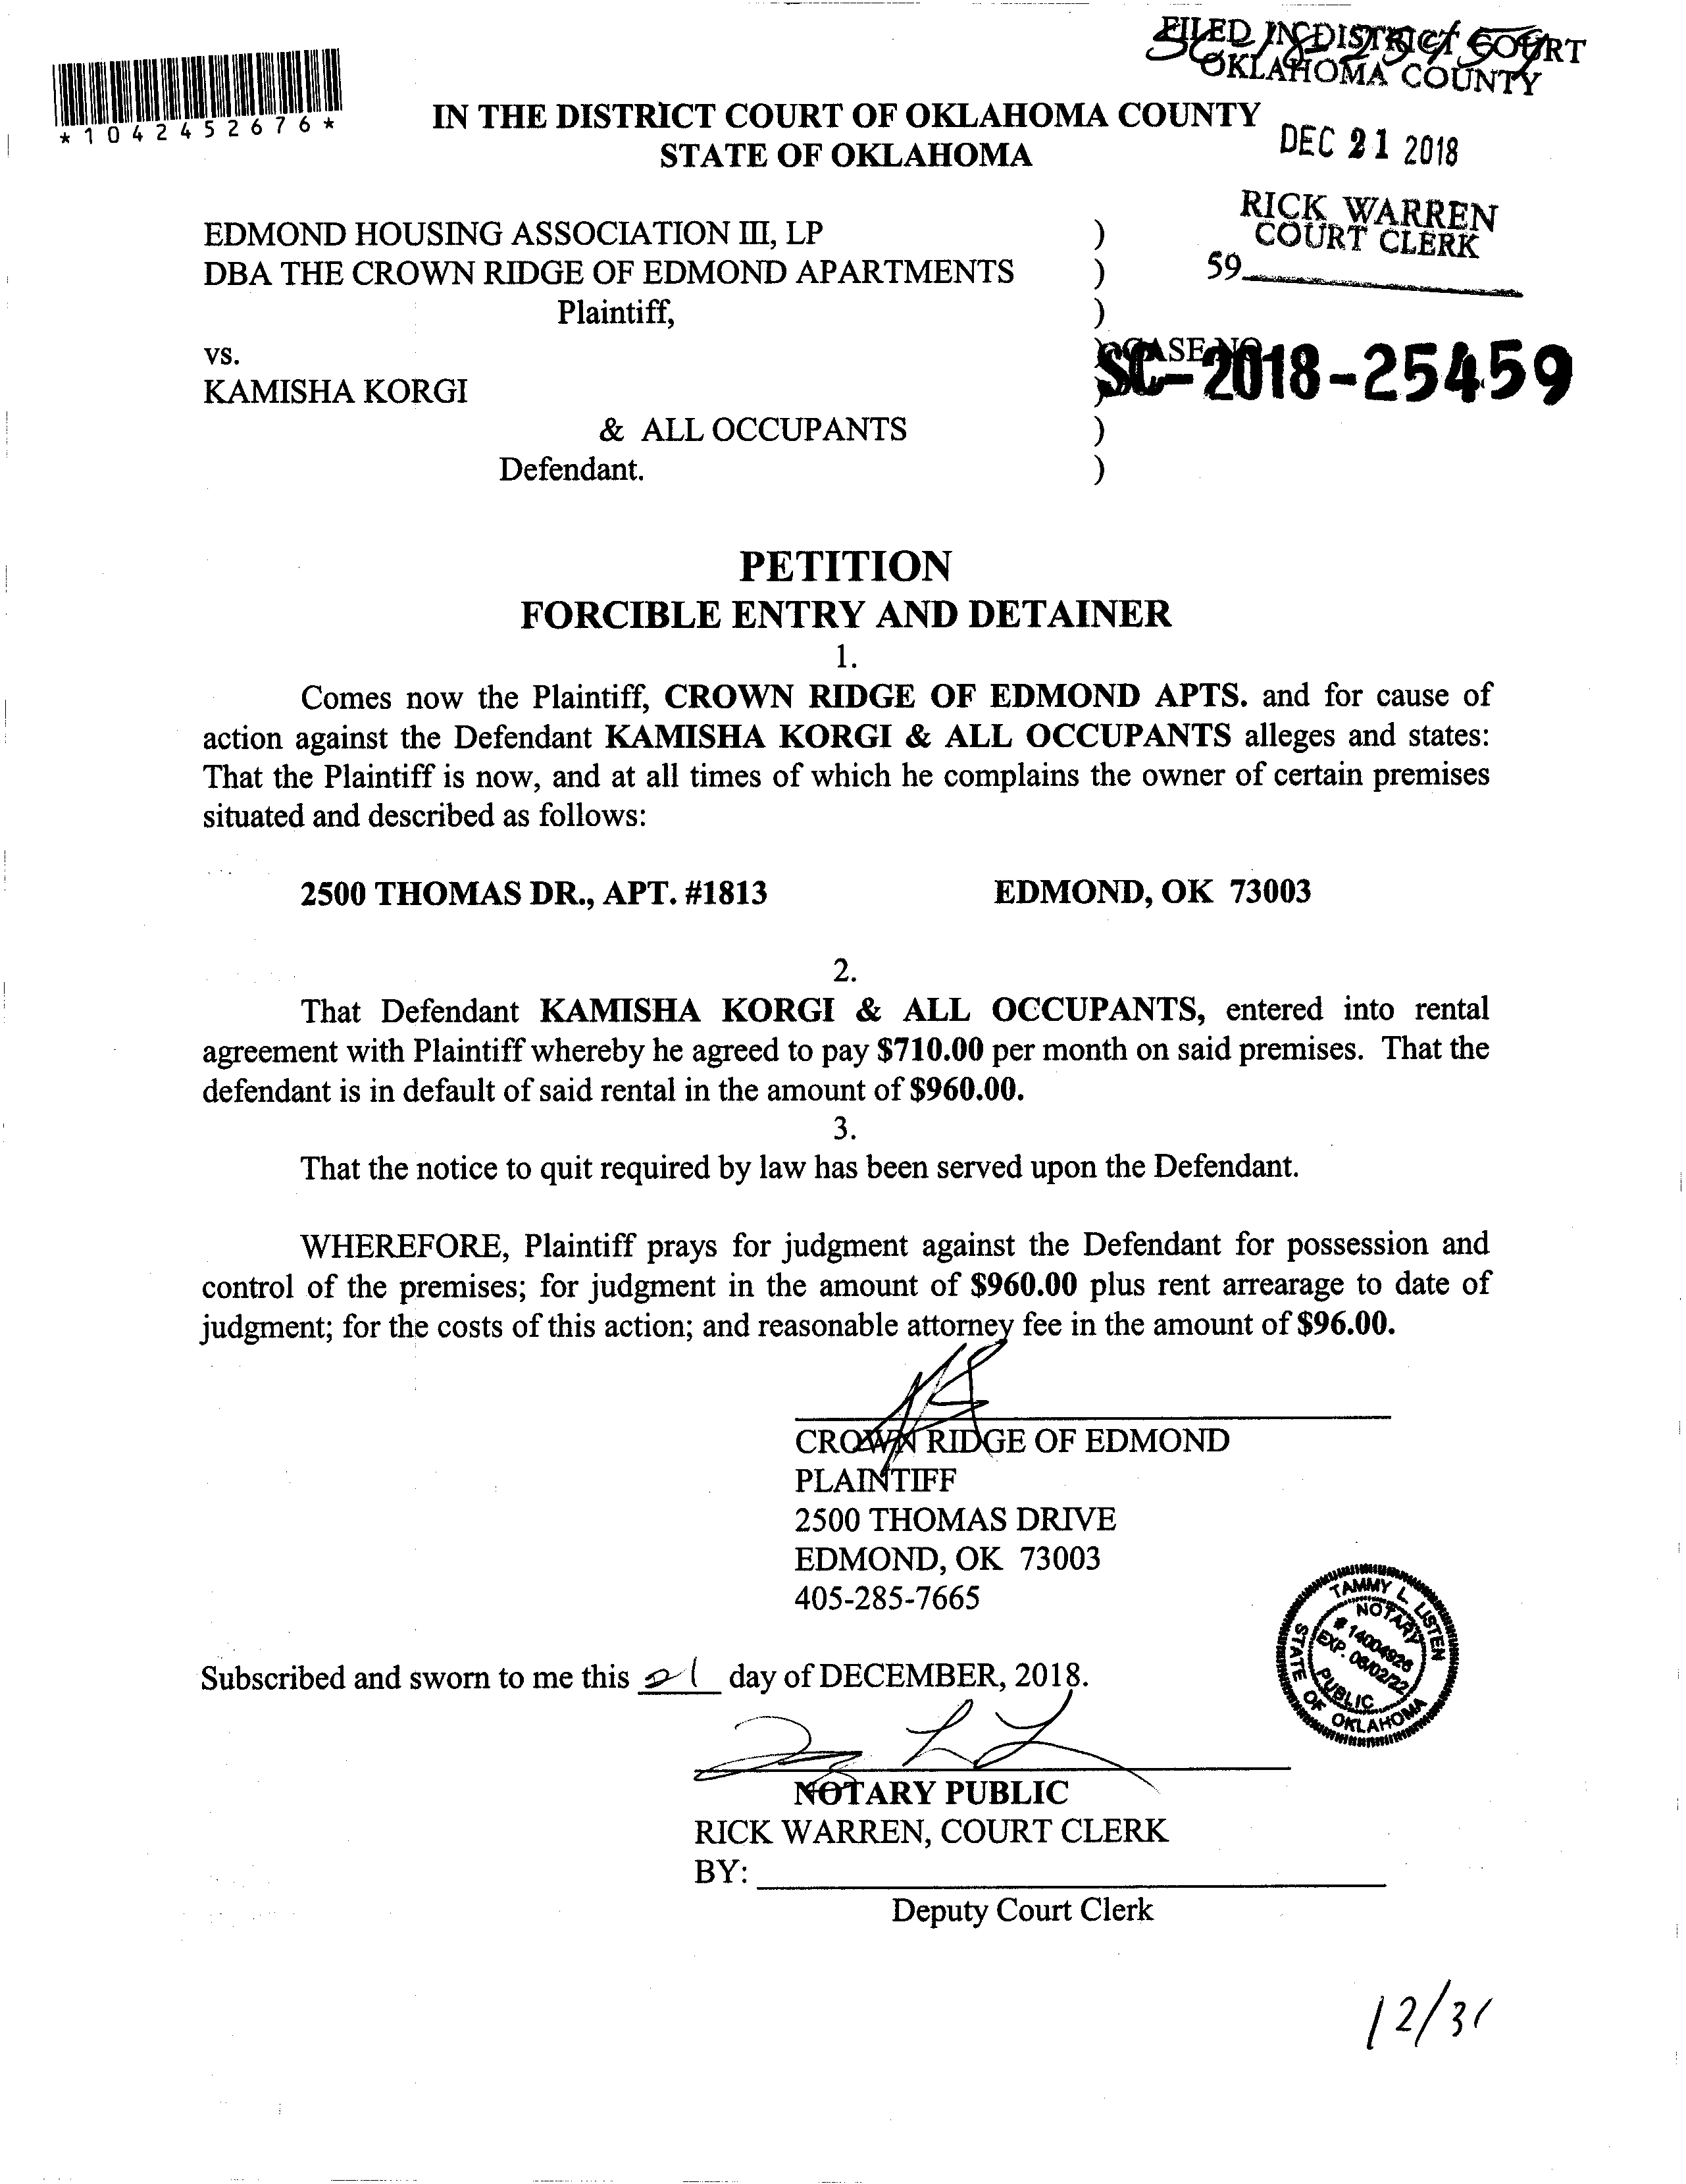 FILED IN DISTRICT COURT
OKLAHOMA COUNTY
*1042452676*
IN THE DISTRICT COURT OF OKLAHOMA COUNTY
STATE OF OKLAHOMA
DEC 21 2018
RICK WARREN
COURT CLERK
59
EDMOND HOUSING ASSOCIATION III, LP )
DBA THE CROWN RIDGE OF EDMOND APARTMENTS )
Plaintiff, )
vs. ) CASE NO.
SC-2018-25459
KAMISHA KORGI )
& ALL OCCUPANTS )
Defendant. )
PETITION
FORCIBLE ENTRY AND DETAINER
1.
Comes now the Plaintiff, CROWN RIDGE OF EDMOND APTS. and for cause of
action against the Defendant KAMISHA KORGI & ALL OCCUPANTS alleges and states:
That the Plaintiff is now, and at all times of which he complains the owner of certain premises
situated and described as follows:
2500 THOMAS DR., APT. #1813 EDMOND, OK 73003
2.
That Defendant KAMISHA KORGI & ALL OCCUPANTS, entered into rental
agreement with Plaintiff whereby he agreed to pay $710.00 per month on said premises. That the
defendant is in default of said rental in the amount of $960.00.
3.
That the notice to quit required by law has been served upon the Defendant.
WHEREFORE, Plaintiff prays for judgment against the Defendant for possession and
control of the premises; for judgment in the amount of $960.00 plus rent arrearage to date of
judgment; for the costs of this action; and reasonable attorney fee in the amount of $96.00.
CROWN RIDGE OF EDMOND
PLAINTIFF
2500 THOMAS DRIVE
EDMOND, OK 73003
405-285-7665
TAMMY L. LISTEN
NOTARY
# 14004926
EXP. 06/02/22
PUBLIC
STATE OF OKLAHOMA
Subscribed and sworn to me this 21 day of DECEMBER, 2018.
NOTARY PUBLIC
RICK WARREN, COURT CLERK
BY:
Deputy Court Clerk
12/31